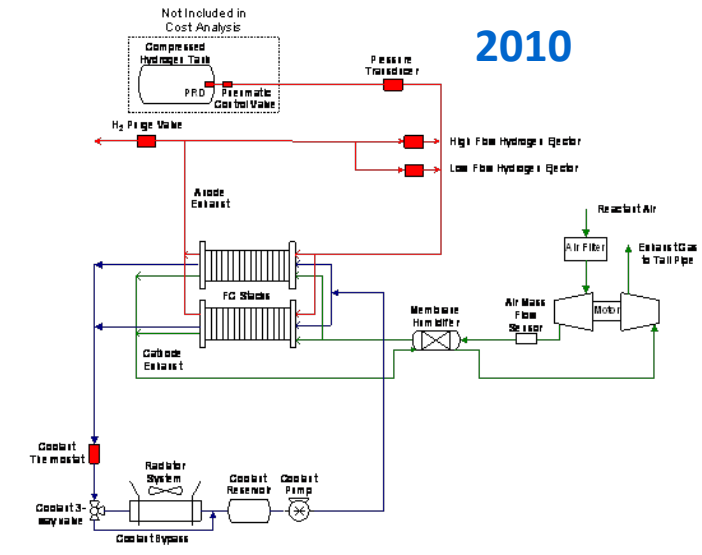 Not Included in
Cost Analysis
2010
Compressed
Hydrogen Tank
PRD
Pneumatic
Control Valve
Pressure
Transducer
H2 Purge Valve
High Flow Hydrogen Ejector
Low Flow Hydrogen Ejector
Anode
Exhaust
Reactant Air
Air Filter
Exhaust Gas
to Tail Pipe
FC Stacks
Membrane
Humidifier
Air Mass
Flow
Sensor
Motor
Cathode
Exhaust
Coolant
Thermostat
Radiator
System
Coolant
Reservoir
Coolant
Pump
Coolant 3-
way valve
Coolant Bypass